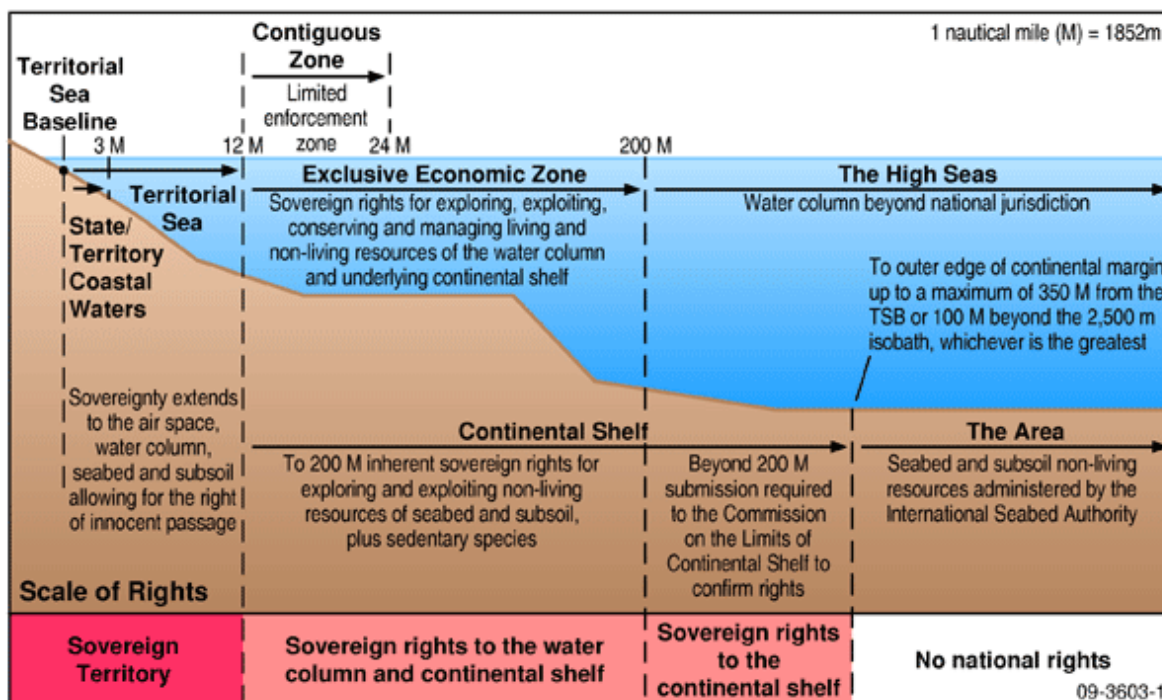 1 nautical mile (M) = 1852m
Contiguous
Zone
Limited
enforcement
zone
Territorial
Sea
Baseline
3 M
12 M
24 M
200 M
Territorial
Sea
State/
Territory
Coastal
Waters
Exclusive Economic Zone
Sovereign rights for exploring, exploiting,
conserving and managing living and
non-living resources of the water column
and underlying continental shelf
The High Seas
Water column beyond national jurisdiction
To outer edge of continental margin
up to a maximum of 350 M from the
TSB or 100 M beyond the 2,500 m
isobath, whichever is the greatest
Sovereignty extends
to the air space,
water column,
seabed and subsoil
allowing for the right
of innocent passage
Continental Shelf
To 200 M inherent sovereign rights for
exploring and exploiting non-living
resources of seabed and subsoil,
plus sedentary species
Beyond 200 M
submission required
to the Commission
on the Limits of
Continental Shelf to
confirm rights
The Area
Seabed and subsoil non-living
resources administered by the
International Seabed Authority
Scale of Rights
Sovereign
Territory
Sovereign rights to the water
column and continental shelf
Sovereign rights
to the
continental shelf
No national rights
09-3603-1